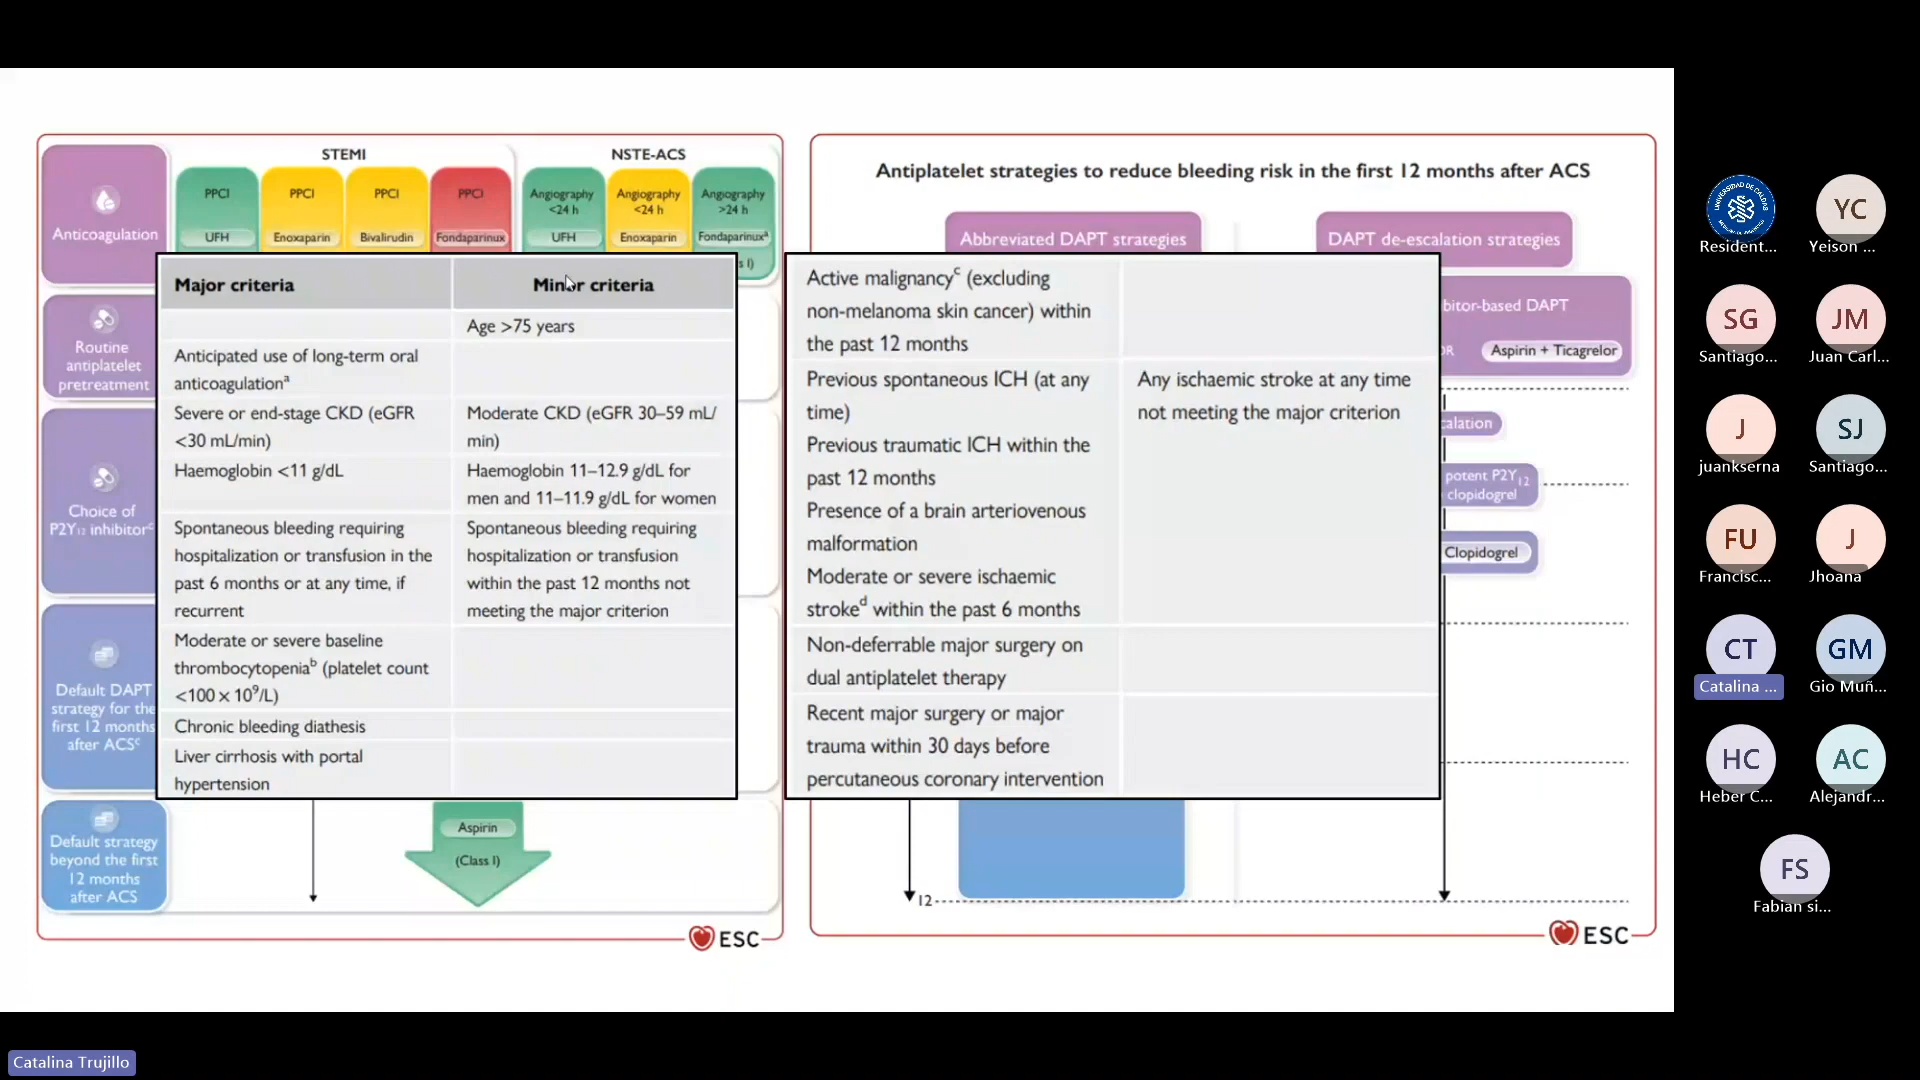 STEMI
NSTE-ACS
Anticoagulation
PPCI
UFH
PPCI
Enoxaparin
PPCI
Bivalirudin
PPCI
Fondaparinux
Angiography
<24 h
UFH
Angiography
<24 h
Enoxaparin
Angiography
>24 h
Fondaparinuxᵃ
s I)
Routine
antiplatelet
pretreatment
Choice of
P2Y₁₂ inhibitorᶜ
Default DAPT
strategy for the
first 12 months
after ACSᶜ
Default strategy
beyond the first
12 months
after ACS
Major criteria
Minor criteria
Age >75 years
Anticipated use of long-term oral
anticoagulationᵃ
Severe or end-stage CKD (eGFR
<30 mL/min)
Moderate CKD (eGFR 30–59 mL/
min)
Haemoglobin <11 g/dL
Haemoglobin 11–12.9 g/dL for
men and 11–11.9 g/dL for women
Spontaneous bleeding requiring
hospitalization or transfusion in the
past 6 months or at any time, if
recurrent
Spontaneous bleeding requiring
hospitalization or transfusion
within the past 12 months not
meeting the major criterion
Moderate or severe baseline
thrombocytopeniaᵇ (platelet count
<100 × 10⁹/L)
Chronic bleeding diathesis
Liver cirrhosis with portal
hypertension
Aspirin
(Class I)
ESC
Antiplatelet strategies to reduce bleeding risk in the first 12 months after ACS
Abbreviated DAPT strategies
DAPT de-escalation strategies
bitor-based DAPT
OR
Aspirin + Ticagrelor
calation
potent P2Y₁₂
clopidogrel
Clopidogrel
Active malignancyᶜ (excluding
non-melanoma skin cancer) within
the past 12 months
Previous spontaneous ICH (at any
time)
Previous traumatic ICH within the
past 12 months
Presence of a brain arteriovenous
malformation
Moderate or severe ischaemic
strokeᵈ within the past 6 months
Any ischaemic stroke at any time
not meeting the major criterion
Non-deferrable major surgery on
dual antiplatelet therapy
Recent major surgery or major
trauma within 30 days before
percutaneous coronary intervention
12
ESC
UNIVERSIDAD DE CALDAS
Resident...
YC
Yeison ...
SG
Santiago...
JM
Juan Carl...
J
juankserna
SJ
Santiago...
FU
Francisc...
J
Jhoana
CT
Catalina ...
GM
Gio Muñ...
HC
Heber C...
AC
Alejandr...
FS
Fabian si...
Catalina Trujillo